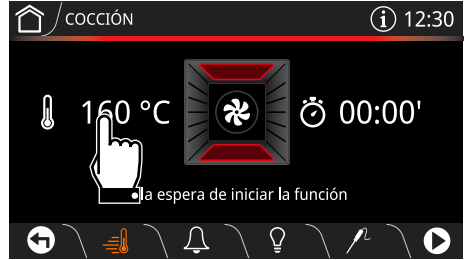 COCCIÓN
i 12:30
160 °C
00:00'
la espera de iniciar la función